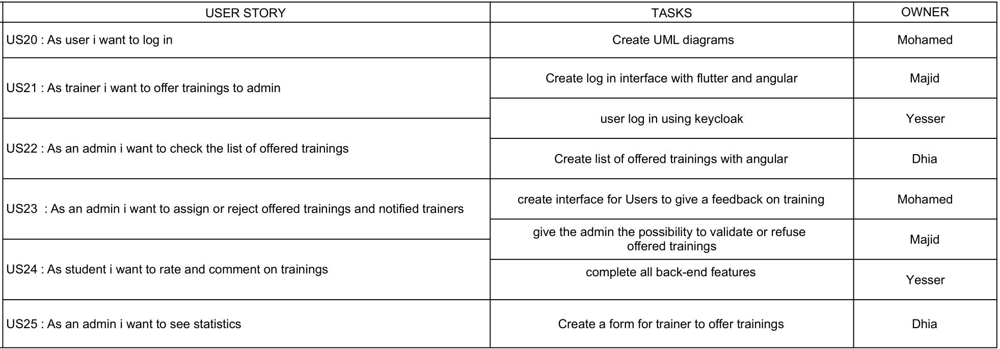 USER STORY
TASKS
OWNER
US20 : As user i want to log in
Create UML diagrams
Mohamed
US21 : As trainer i want to offer trainings to admin
Create log in interface with flutter and angular
Majid
user log in using keycloak
Yesser
US22 : As an admin i want to check the list of offered trainings
Create list of offered trainings with angular
Dhia
US23  : As an admin i want to assign or reject offered trainings and notified trainers
create interface for Users to give a feedback on training
Mohamed
give the admin the possibility to validate or refuse
offered trainings
Majid
US24 : As student i want to rate and comment on trainings
complete all back-end features
Yesser
US25 : As an admin i want to see statistics
Create a form for trainer to offer trainings
Dhia